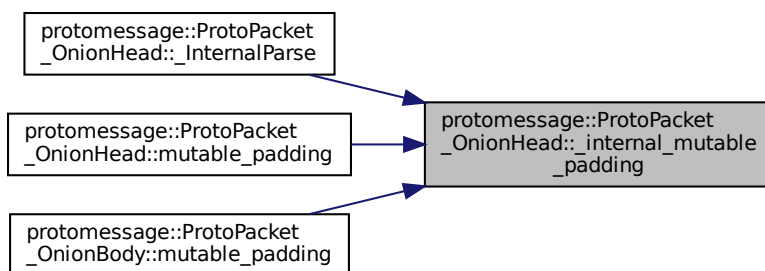 protomessage::ProtoPacket
_OnionHead::_InternalParse
protomessage::ProtoPacket
_OnionHead::mutable_padding
protomessage::ProtoPacket
_OnionBody::mutable_padding
protomessage::ProtoPacket
_OnionHead::_internal_mutable
_padding